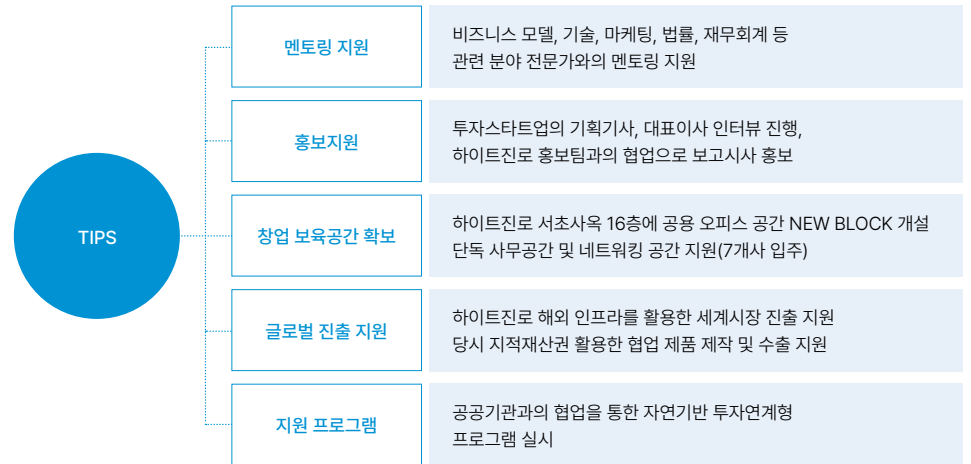 멘토링 지원
비즈니스 모델, 기술, 마케팅, 법률, 재무회계 등
관련 분야 전문가와의 멘토링 지원
홍보지원
투자스타트업의 기획기사, 대표이사 인터뷰 진행,
하이트진로 홍보팀과의 협업으로 보고시사 홍보
TIPS
창업 보육공간 확보
하이트진로 서초사옥 16층에 공용 오피스 공간 NEW BLOCK 개설
단독 사무공간 및 네트워킹 공간 지원(7개사 입주)
글로벌 진출 지원
하이트진로 해외 인프라를 활용한 세계시장 진출 지원
당시 지적재산권 활용한 협업 제품 제작 및 수출 지원
지원 프로그램
공공기관과의 협업을 통한 자연기반 투자연계형
프로그램 실시